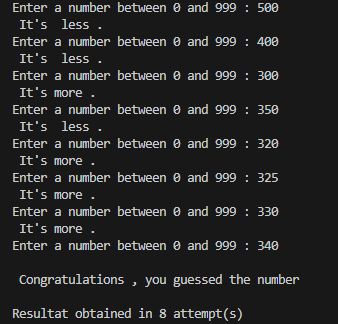 Enter a number between 0 and 999 : 500
It's  less .
Enter a number between 0 and 999 : 400
It's  less .
Enter a number between 0 and 999 : 300
It's more .
Enter a number between 0 and 999 : 350
It's  less .
Enter a number between 0 and 999 : 320
It's more .
Enter a number between 0 and 999 : 325
It's more .
Enter a number between 0 and 999 : 330
It's more .
Enter a number between 0 and 999 : 340
Congratulations , you guessed the number
Resultat obtained in 8 attempt(s)